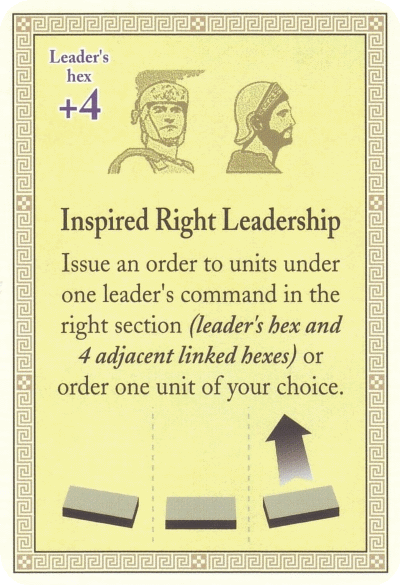 Leader's
hex
+4
Inspired Right Leadership
Issue an order to units under
one leader's command in the
right section (leader's hex and
4 adjacent linked hexes) or
order one unit of your choice.